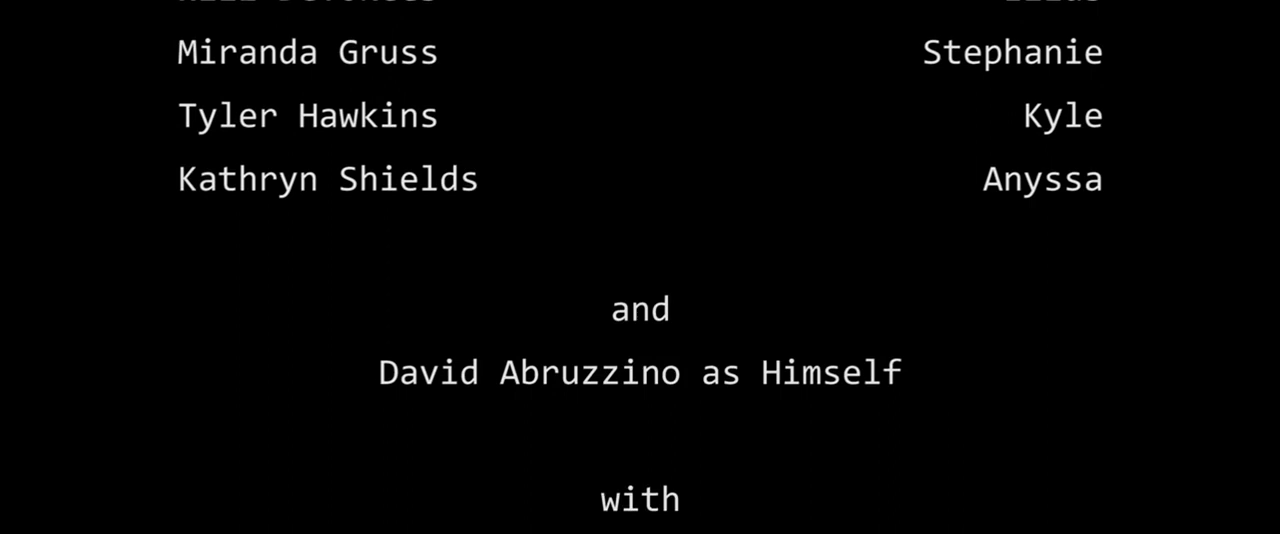 Miranda Gruss Stephanie
Tyler Hawkins Kyle
Kathryn Shields Anyssa
and
David Abruzzino as Himself
with